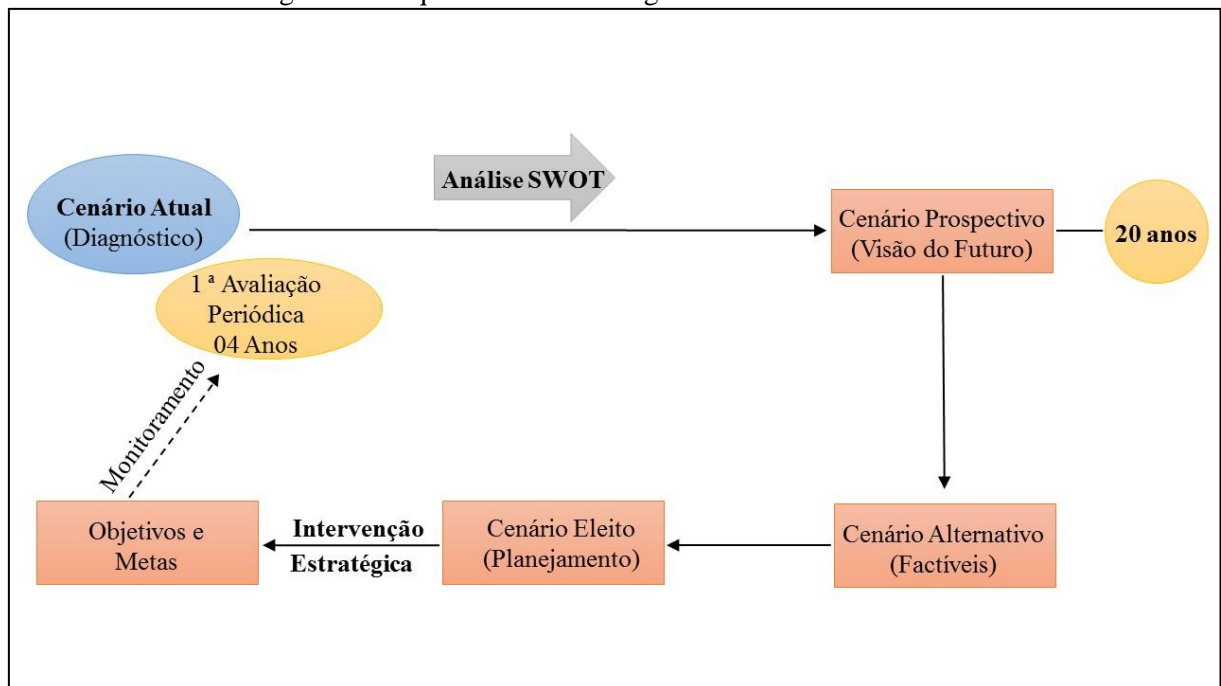 Análise SWOT
Cenário Atual
(Diagnóstico)
Cenário Prospectivo
(Visão do Futuro)
20 anos
1 ª Avaliação
Periódica
04 Anos
Monitoramento
Objetivos e
Metas
Intervenção
Estratégica
Cenário Eleito
(Planejamento)
Cenário Alternativo
(Factíveis)